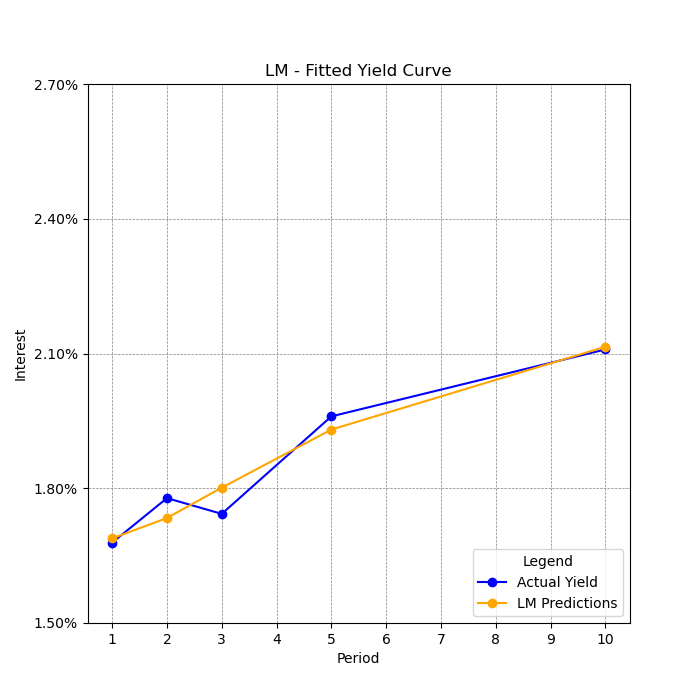 LM - Fitted Yield Curve
2.70%
2.40%
2.10%
1.80%
1.50%
Interest
1 2 3 4 5 6 7 8 9 10
Period
Legend
Actual Yield
LM Predictions